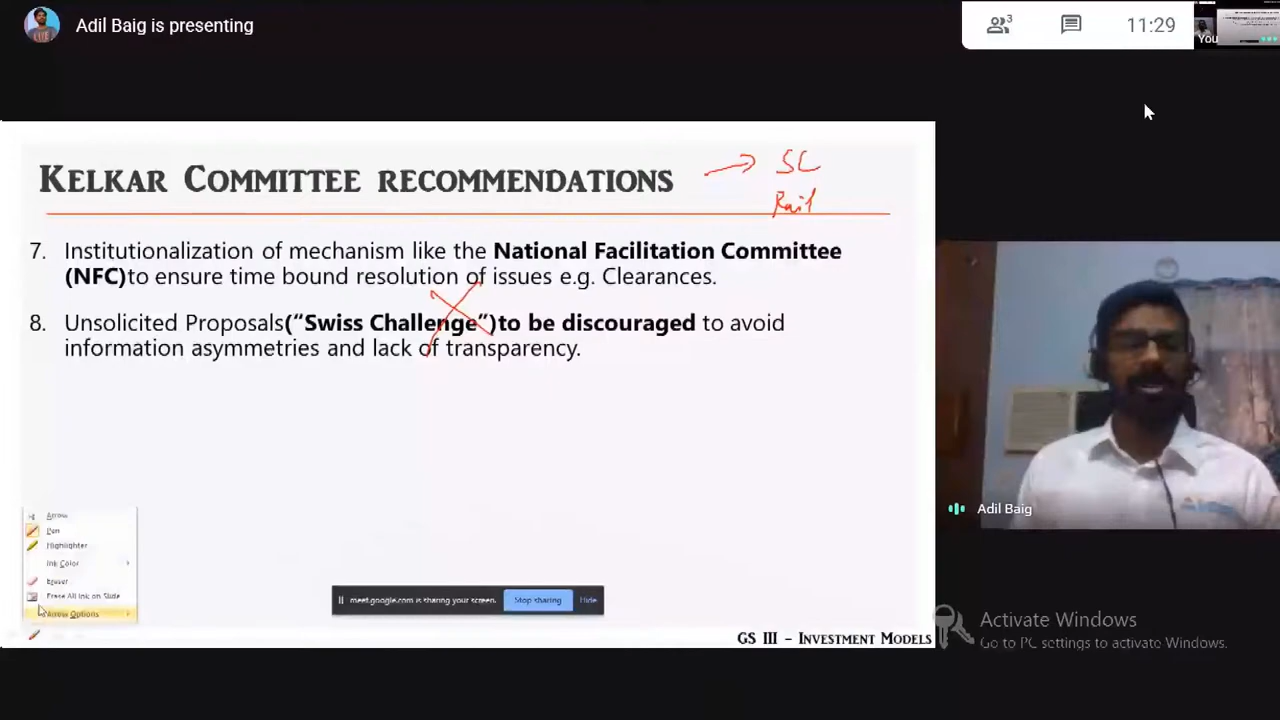 Adil Baig is presenting
3
11:29
You
KELKAR COMMITTEE RECOMMENDATIONS
SC
Rail
7. Institutionalization of mechanism like the National Facilitation Committee
(NFC)to ensure time bound resolution of issues e.g. Clearances.
8. Unsolicited Proposals(“Swiss Challenge”)to be discouraged to avoid
information asymmetries and lack of transparency.
Arrow
Pen
Highlighter
Ink Color
Eraser
Erase All Ink on Slide
Arrow Options
meet.google.com is sharing your screen.
Stop sharing
Hide
GS III – INVESTMENT MODELS
Adil Baig
Activate Windows
Go to PC settings to activate Windows.